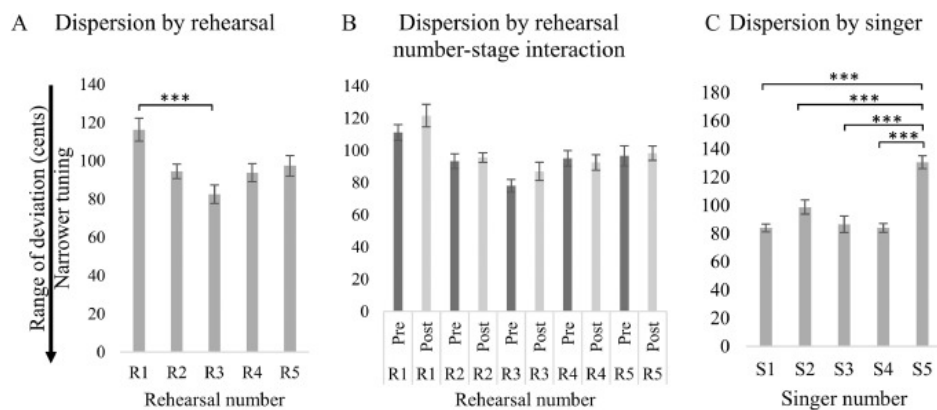 A Dispersion by rehearsal
Range of deviation (cents)
Narrower tuning
140
120
100
80
60
40
20
0
***
R1 R2 R3 R4 R5
Rehearsal number
B Dispersion by rehearsal
number-stage interaction
140
120
100
80
60
40
20
0
Pre Post Pre Post Pre Post Pre Post Pre Post
R1 R1 R2 R2 R3 R3 R4 R4 R5 R5
Rehearsal number
C Dispersion by singer
180
160
140
120
100
80
60
40
20
0
***
***
***
***
S1 S2 S3 S4 S5
Singer number